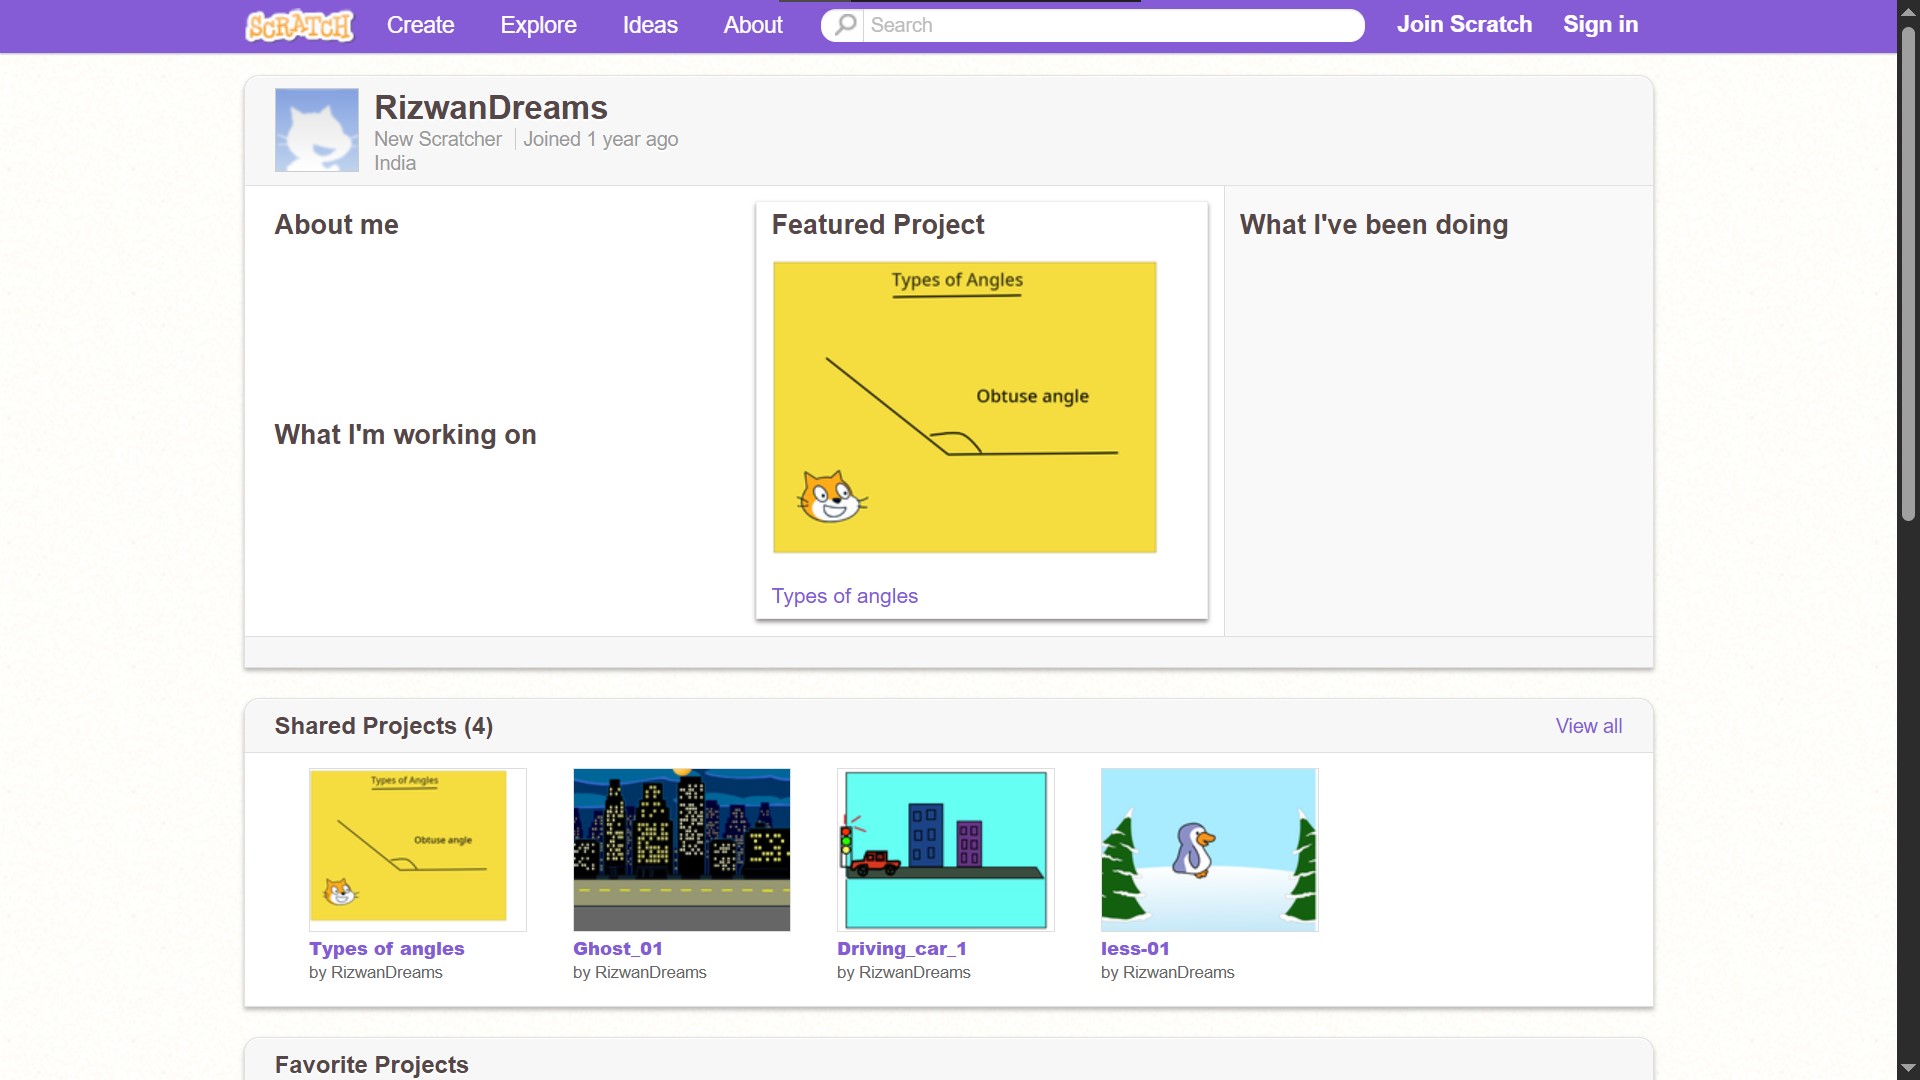 SCRATCH Create Explore Ideas About Search Join Scratch Sign in
RizwanDreams
New Scratcher Joined 1 year ago
India
About me
What I'm working on
Featured Project
Types of Angles
Obtuse angle
Types of angles
What I've been doing
Shared Projects (4) View all
Types of Angles
Obtuse angle
Types of angles
by RizwanDreams
Ghost_01
by RizwanDreams
Driving_car_1
by RizwanDreams
less-01
by RizwanDreams
Favorite Projects